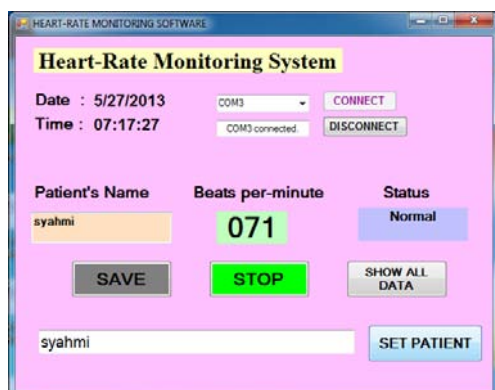 HEART-RATE MONITORING SOFTWARE
Heart-Rate Monitoring System
Date : 5/27/2013
COM3
CONNECT
Time : 07:17:27
COM3 connected.
DISCONNECT
Patient's Name
Beats per-minute
Status
syahmi
071
Normal
SAVE
STOP
SHOW ALL
DATA
syahmi
SET PATIENT